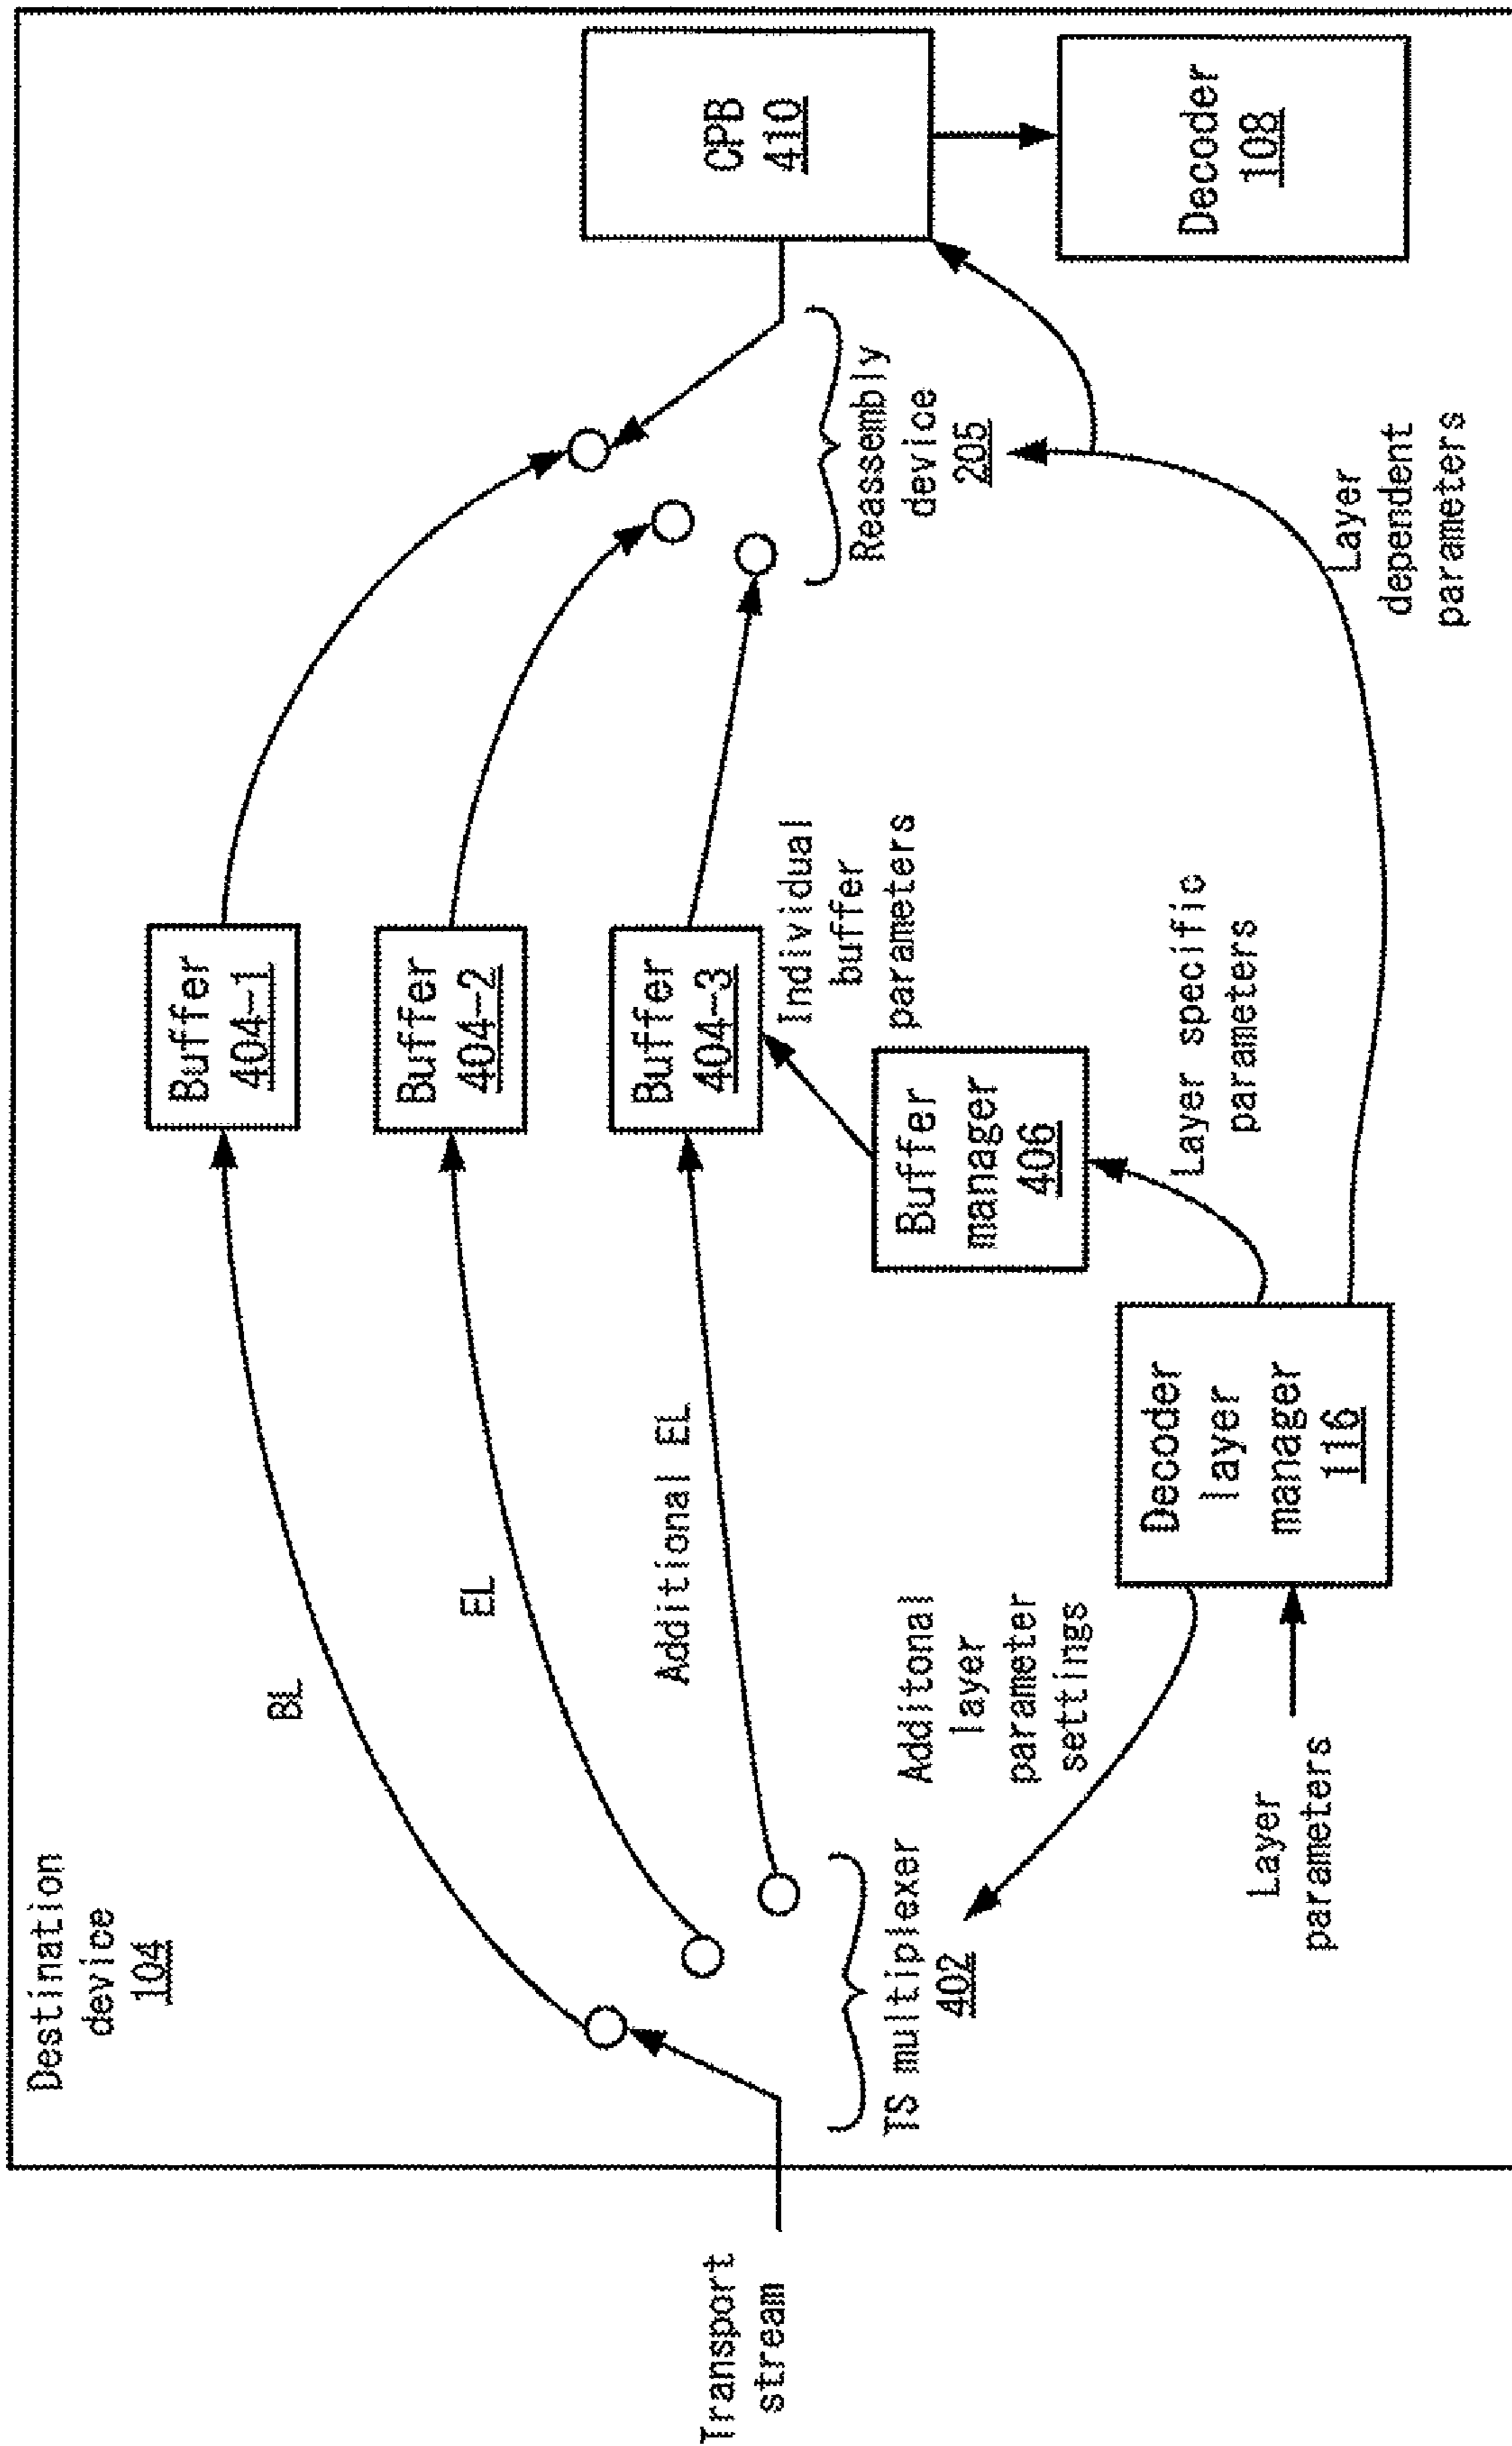 Destination
device
104
Transport
stream
BL
EL
Additional EL
TS multiplexer
402
Additonal
layer
parameter
settings
Layer
parameters
Decoder
layer
manager
116
Buffer
404-1
Buffer
404-2
Buffer
404-3
Individual
buffer
parameters
Buffer
manager
406
Layer specific
parameters
Reassembly
device
205
Layer
dependent
parameters
CPB
410
Decoder
108